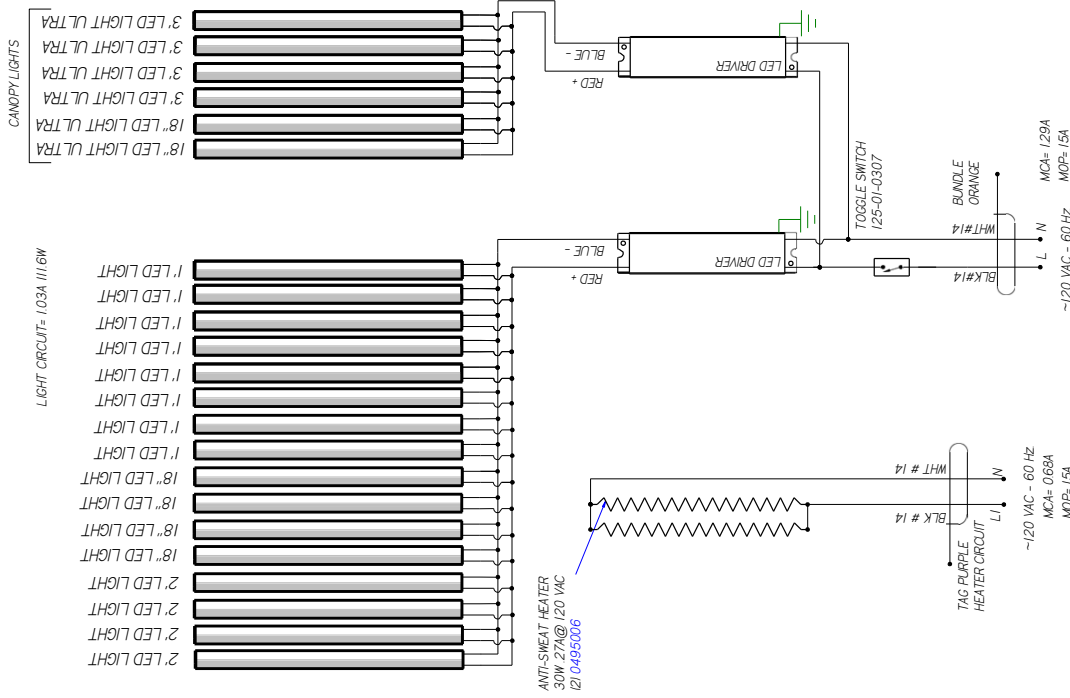 CANOPY LIGHTS
3' LED LIGHT ULTRA
3' LED LIGHT ULTRA
3' LED LIGHT ULTRA
3' LED LIGHT ULTRA
18" LED LIGHT ULTRA
18" LED LIGHT ULTRA
BLUE -
RED +
LED DRIVER
LIGHT CIRCUIT= 1.03A 111.6W
1' LED LIGHT
1' LED LIGHT
1' LED LIGHT
1' LED LIGHT
1' LED LIGHT
1' LED LIGHT
1' LED LIGHT
1' LED LIGHT
18" LED LIGHT
18" LED LIGHT
18" LED LIGHT
18" LED LIGHT
2' LED LIGHT
2' LED LIGHT
2' LED LIGHT
2' LED LIGHT
BLUE -
RED +
LED DRIVER
TOGGLE SWITCH
125-01-0307
BUNDLE
ORANGE
WHT#14
BLK#14
L N
~120 VAC - 60 Hz
MCA= 1.29A
MOP= 15A
ANTI-SWEAT HEATER
30W .27A@ 120 VAC
(2) 0495006
WHT # 14
BLK # 14
TAG PURPLE
HEATER CIRCUIT
L1 N
~120 VAC - 60 Hz
MCA= 0.68A
MOP= 15A